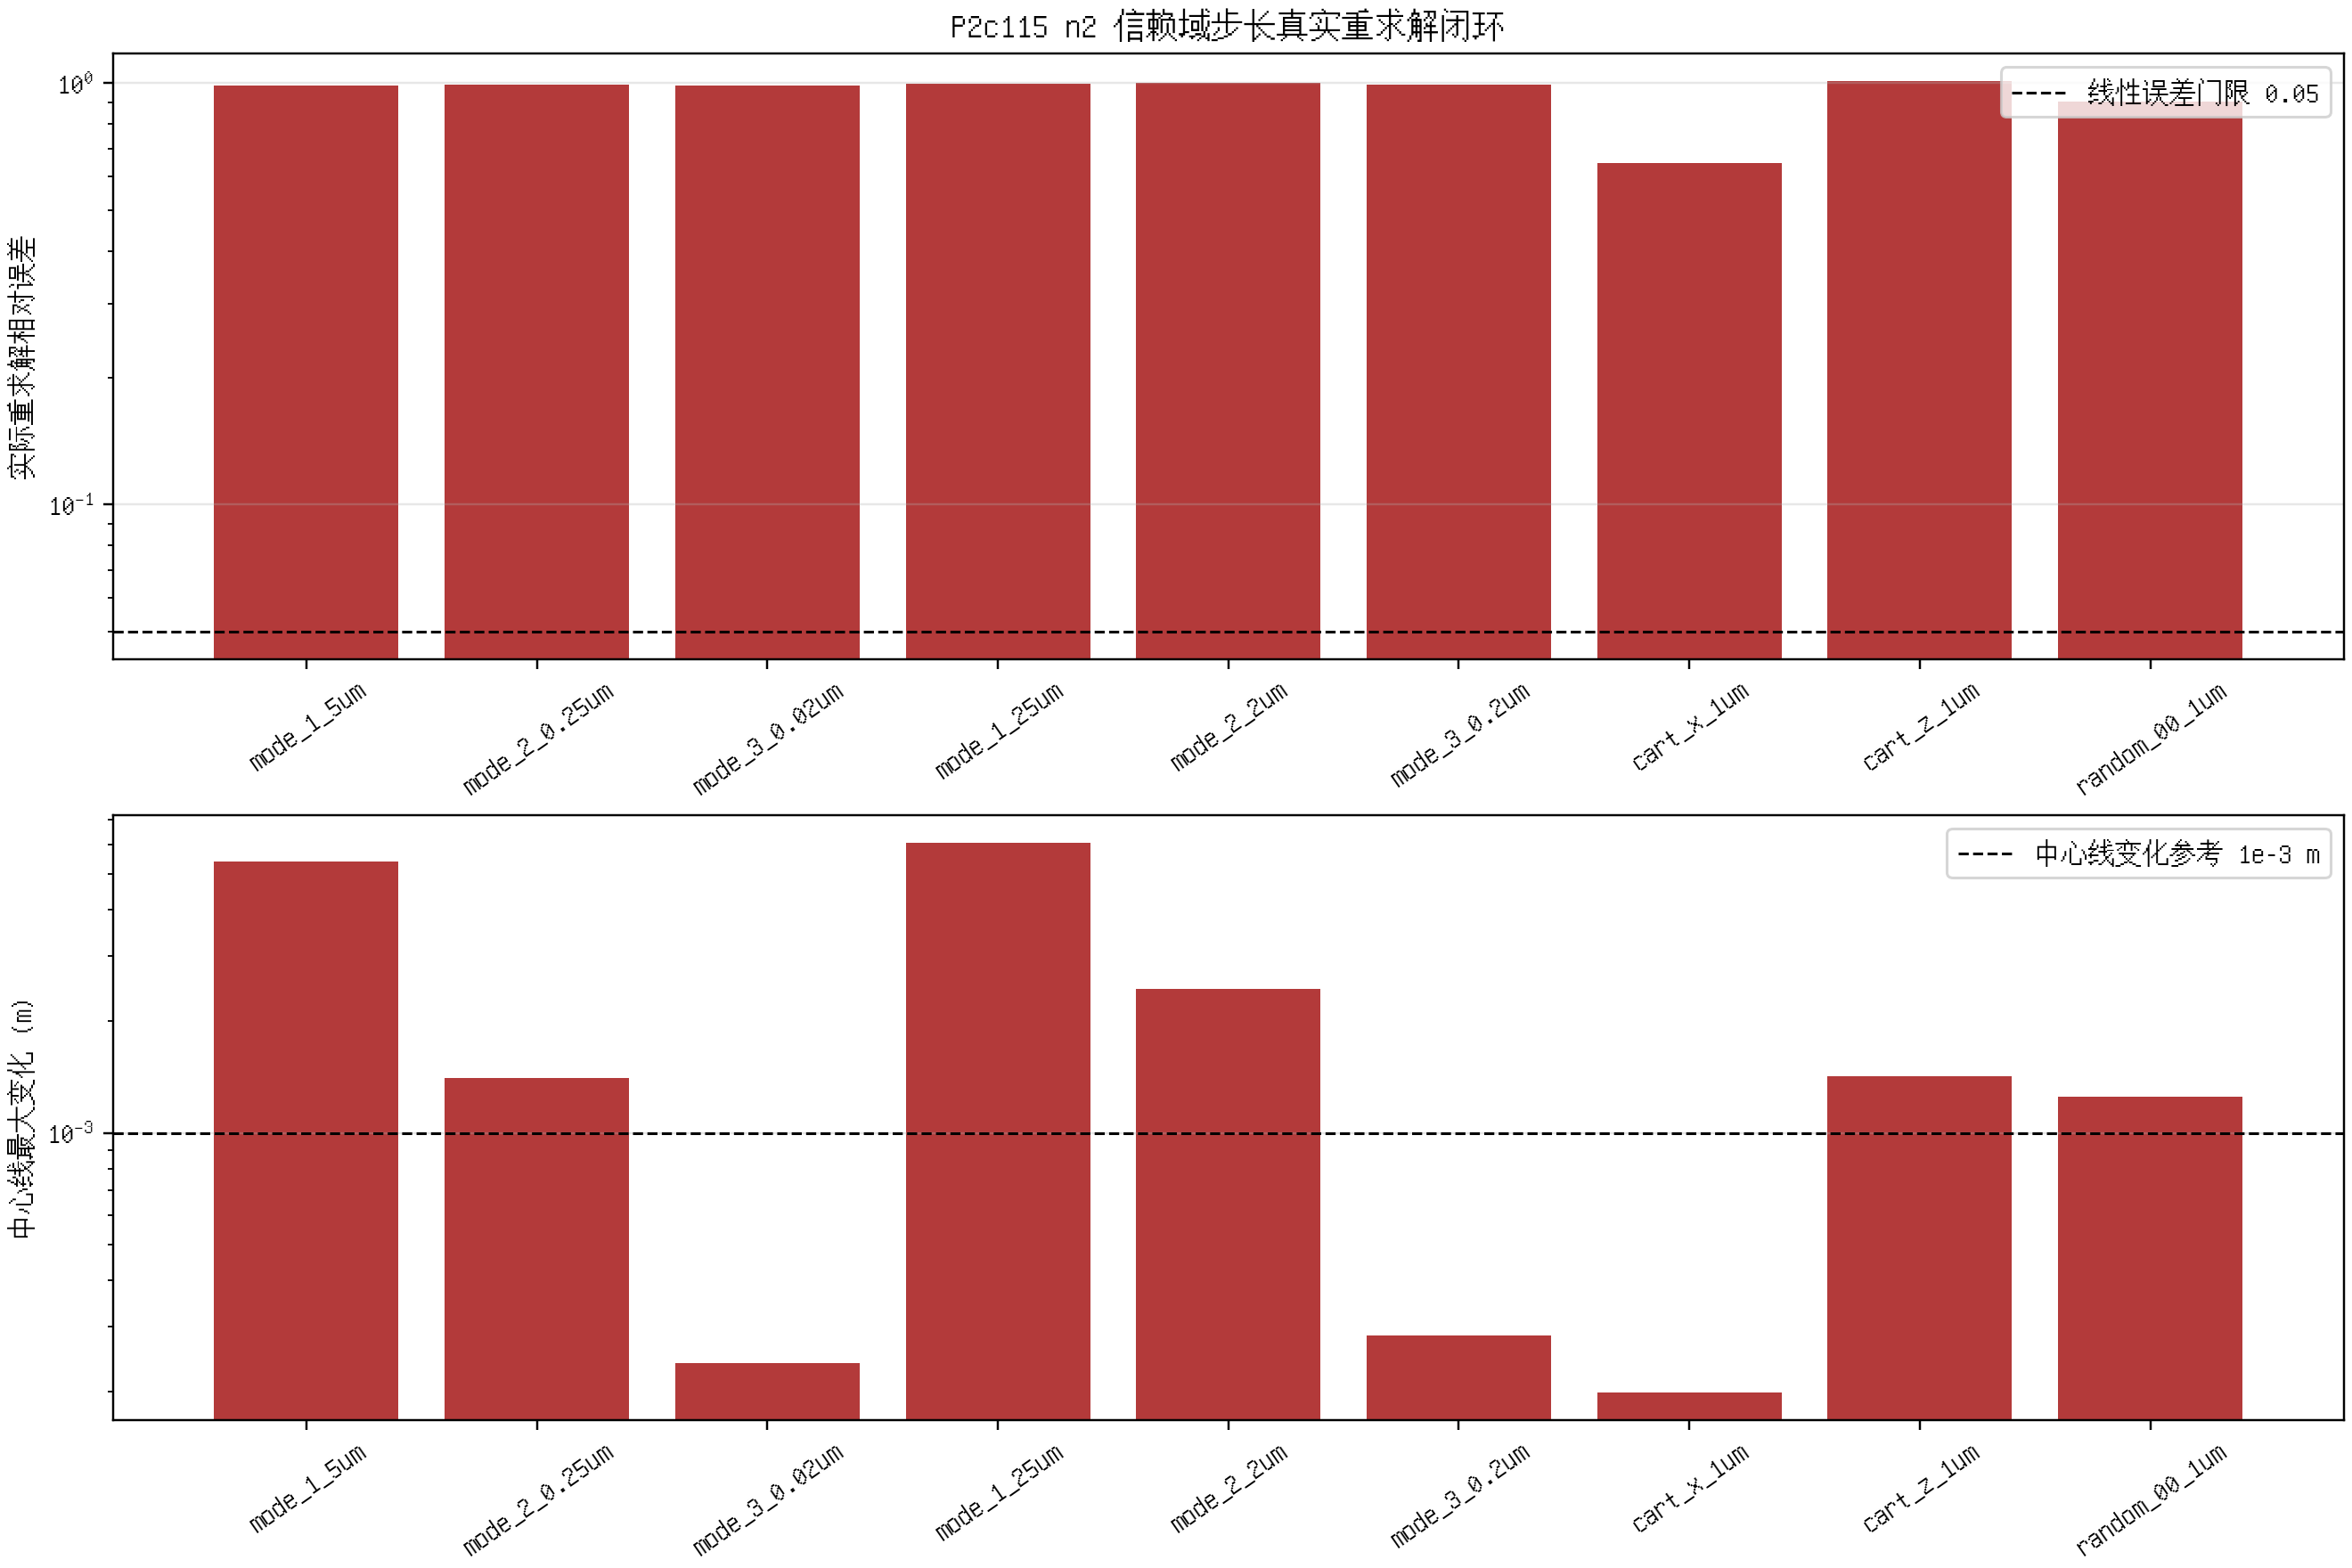 P2c115 n2 信赖域步长真实重求解闭环
实际重求解相对误差
10⁰
10⁻¹
线性误差门限 0.05
mode_1_5um
mode_2_0.25um
mode_3_0.02um
mode_1_25um
mode_2_2um
mode_3_0.2um
cart_x_1um
cart_z_1um
random_00_1um
中心线最大变化 (m)
10⁻³
中心线变化参考 1e-3 m
mode_1_5um
mode_2_0.25um
mode_3_0.02um
mode_1_25um
mode_2_2um
mode_3_0.2um
cart_x_1um
cart_z_1um
random_00_1um